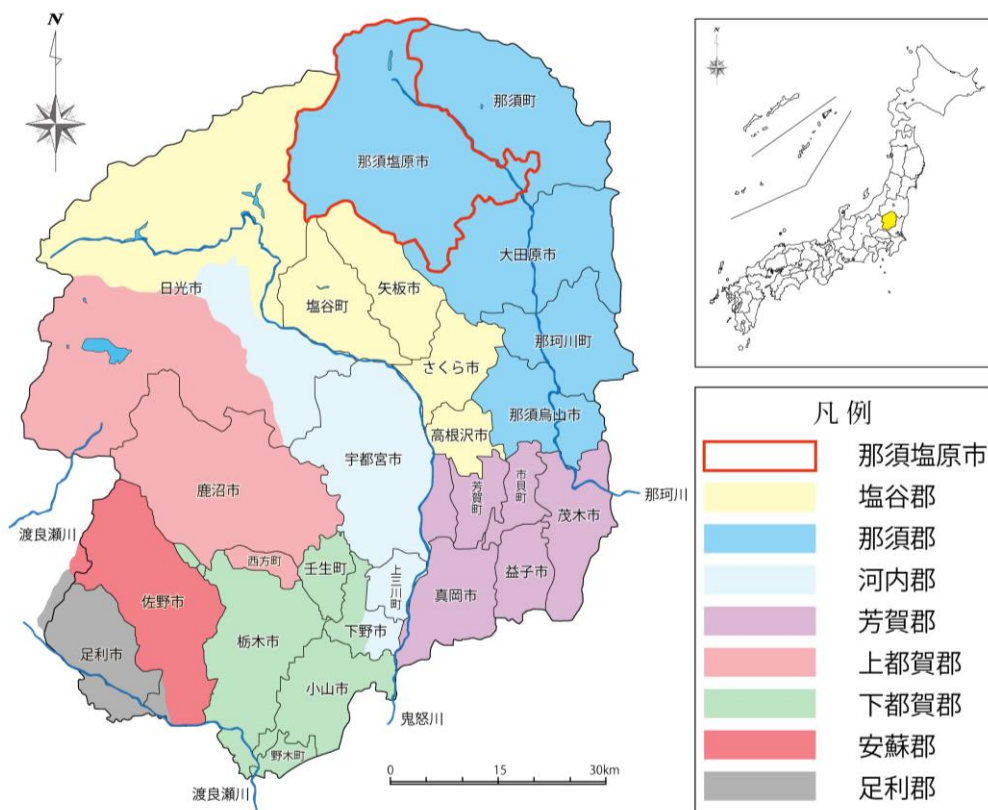 N
那須町
那須塩原市
大田原市
日光市
塩谷町
矢板市
那珂川町
さくら市
那須烏山市
高根沢市
宇都宮市
芳賀町
市貝町
茂木市
那珂川
鹿沼市
渡良瀬川
西方町
壬生町
上三川町
真岡市
益子市
佐野市
下野市
栃木市
足利市
小山市
鬼怒川
野木町
渡良瀬川
0 15 30km
N
凡例
那須塩原市
塩谷郡
那須郡
河内郡
芳賀郡
上都賀郡
下都賀郡
安蘇郡
足利郡